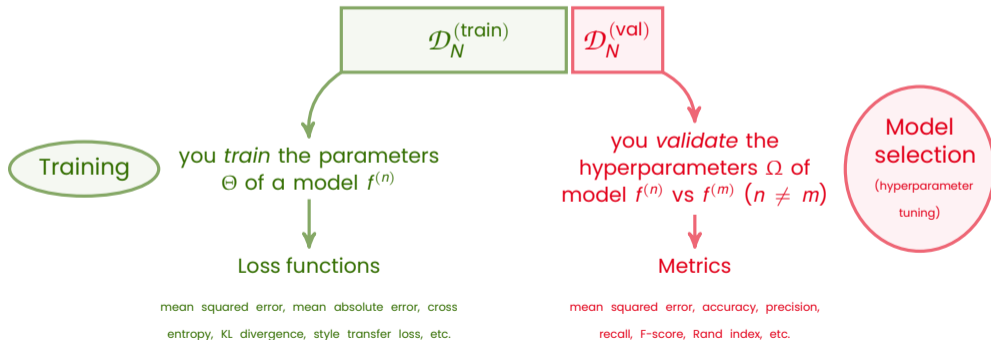 𝒟_N^(train)
𝒟_N^(val)
Training
you train the parameters
Θ of a model f^(n)
you validate the
hyperparameters Ω of
model f^(n) vs f^(m) (n ≠ m)
Model
selection
(hyperparameter
tuning)
Loss functions
mean squared error, mean absolute error, cross
entropy, KL divergence, style transfer loss, etc.
Metrics
mean squared error, accuracy, precision,
recall, F-score, Rand index, etc.